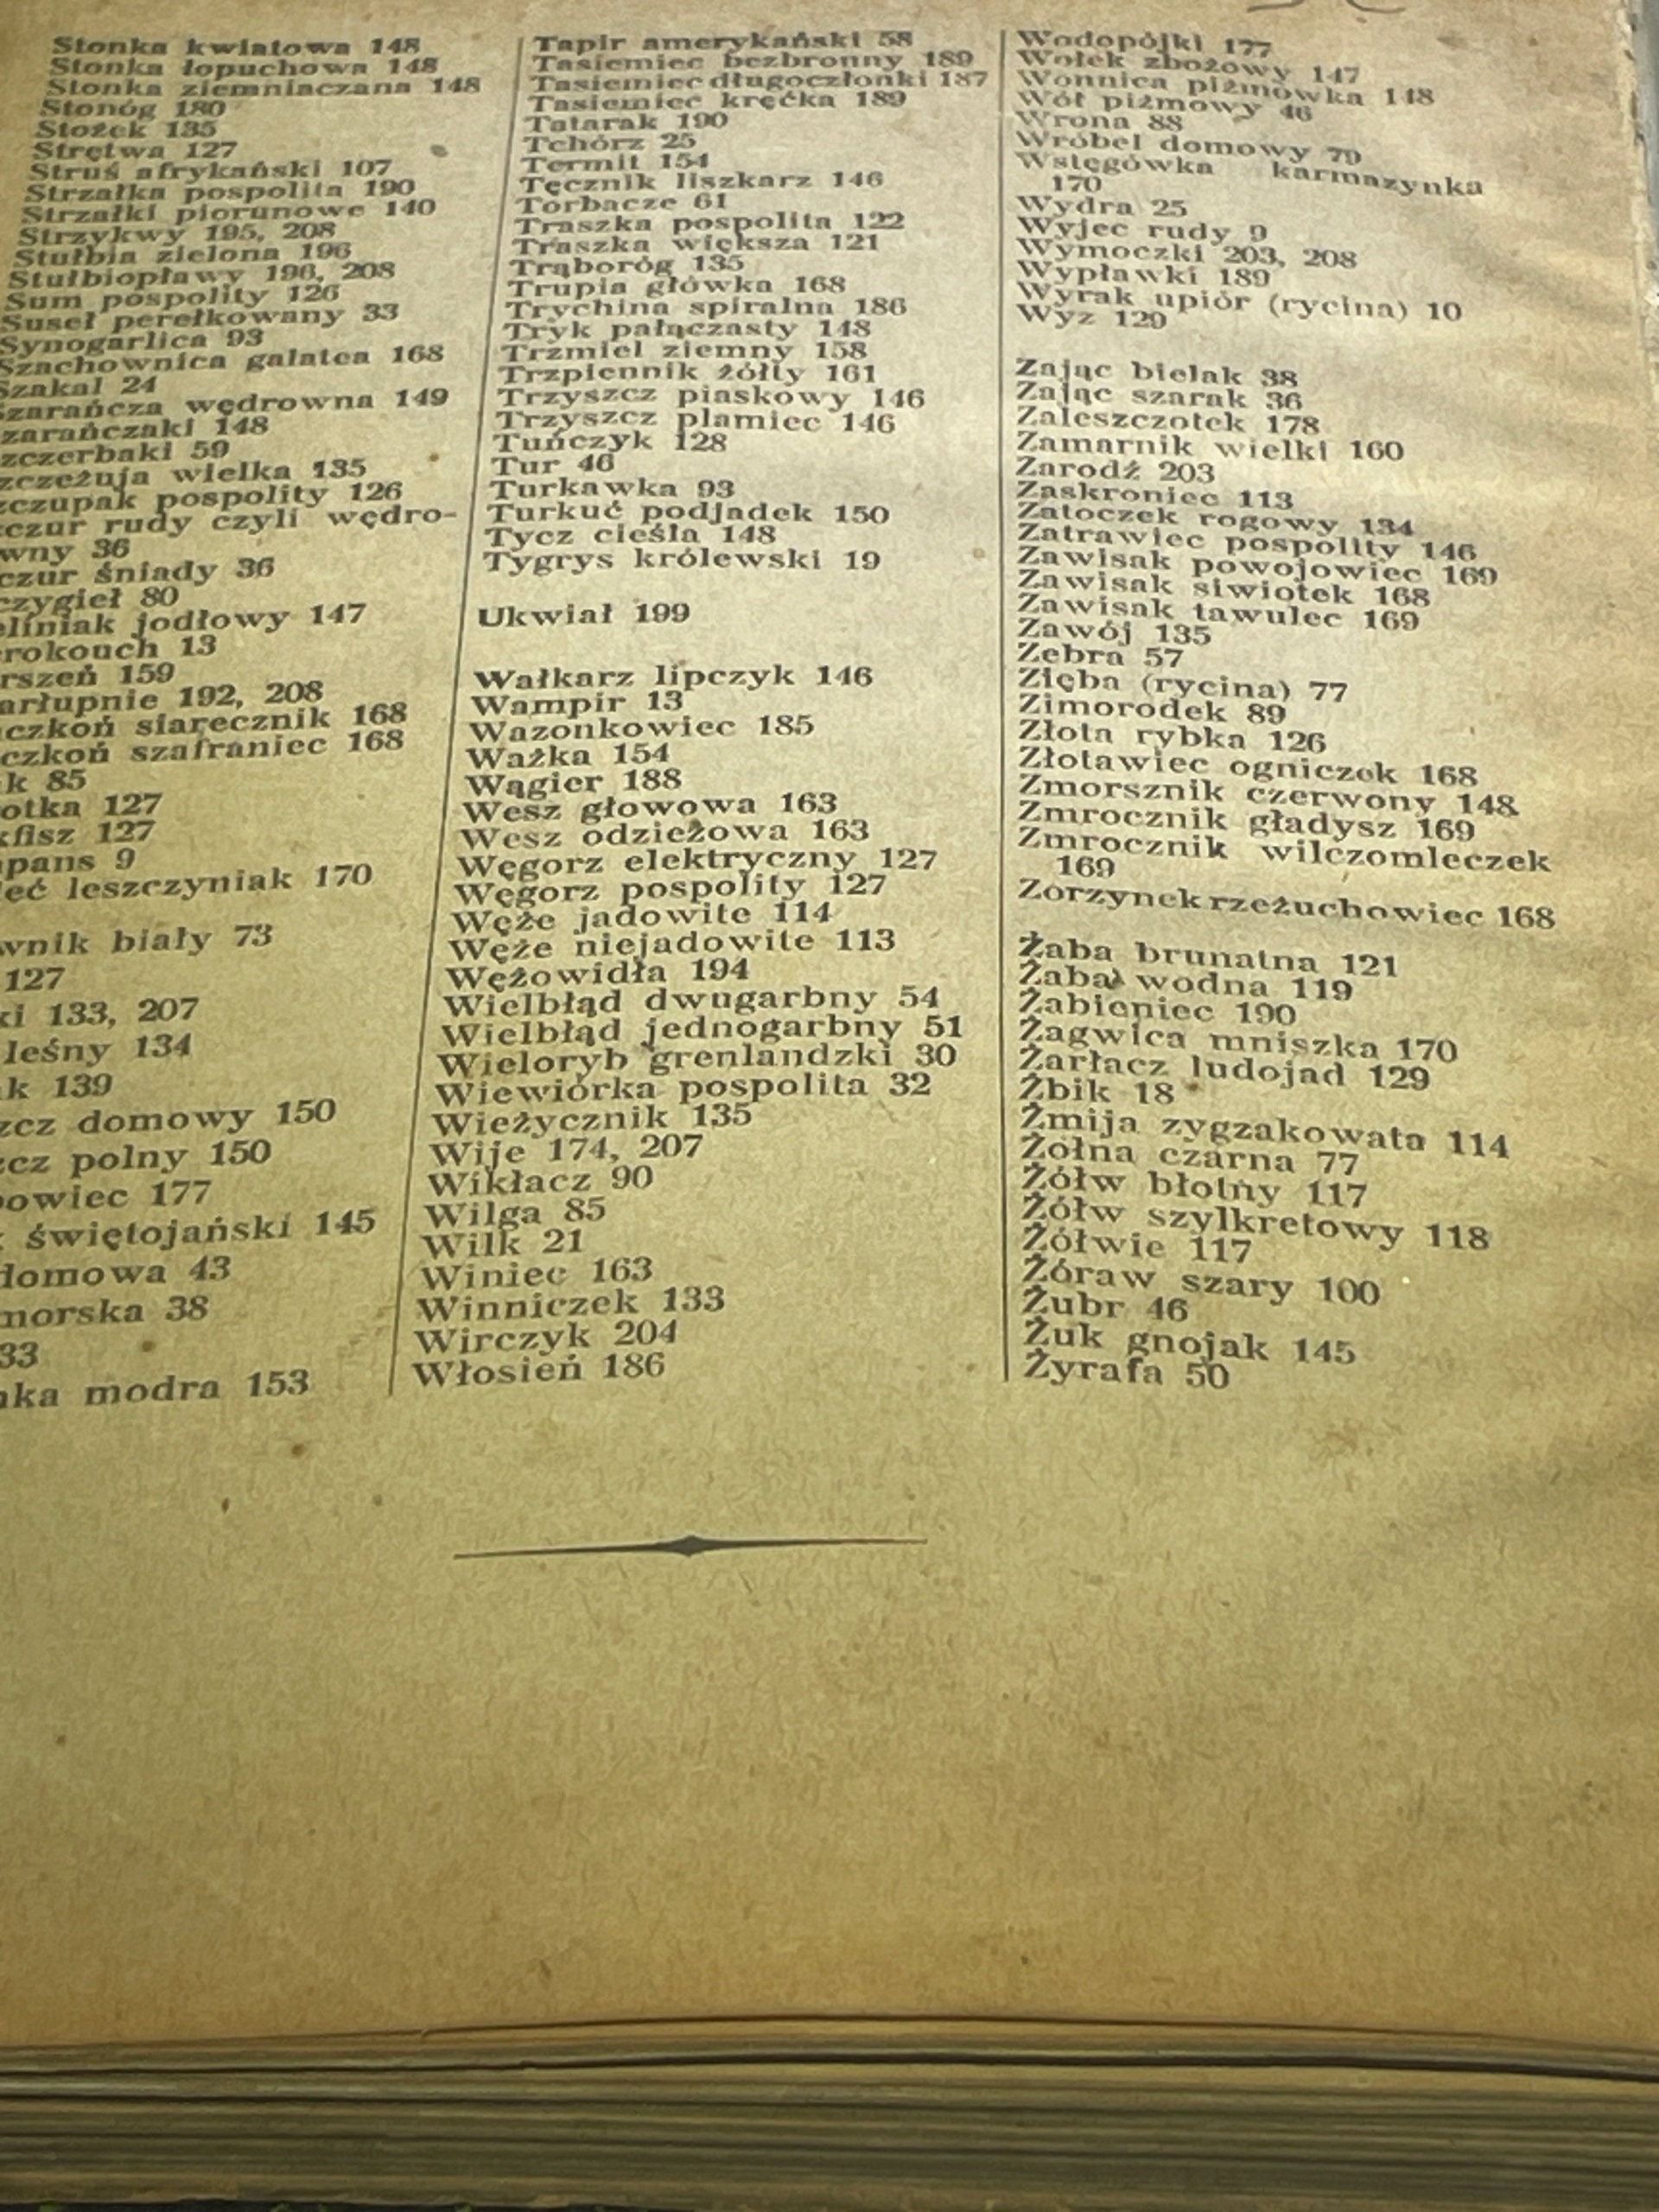 Stonka kwiatowa 148
Stonka łopuchowa 148
Stonka ziemniaczana 148
Stonóg 180
Stożek 135
Strętwa 127
Struś afrykański 107
Strzałka pospolita 190
Strzałki piorunowe 140
Strzykwy 195, 208
Stułbia zielona 196
Stułbiopławy 196, 208
Sum pospolity 126
Suseł perełkowany 33
Synogarlica 93
Szachownica galatea 168
Szakal 24
zarańcza wędrowna 149
zarańczaki 148
zczerbaki 59
zczeżuja wielka 135
zczupak pospolity 126
czur rudy czyli wędro-
wny 36
czur śniady 36
czygieł 80
eliniak jodłowy 147
rokouch 13
rszeń 159
arłupnie 192, 208
czkoń siarecznik 168
czkoń szafraniec 168
k 85
otka 127
kfisz 127
pans 9
eć leszczyniak 170
wnik biały 73
127
ki 133, 207
leśny 134
ak 139
zcz domowy 150
cz polny 150
powiec 177
k świętojański 145
domowa 43
morska 38
33
nka modra 153
Tapir amerykański 58
Tasiemiec bezbronny 189
Tasiemiec długoczłonki 187
Tasiemiec kręćka 189
Tatarak 190
Tchórz 25
Termit 154
Tęcznik liszkarz 146
Torbacze 61
Traszka pospolita 122
Traszka większa 121
Trąboróg 135
Trupia główka 168
Trychina spiralna 186
Tryk pałączasty 148
Trzmiel ziemny 158
Trzpiennik żółty 161
Trzyszcz piaskowy 146
Trzyszcz plamiec 146
Tuńczyk 128
Tur 46
Turkawka 93
Turkuć podjadek 150
Tycz cieśla 148
Tygrys królewski 19
Ukwiał 199
Wałkarz lipczyk 146
Wampir 13
Wazonkowiec 185
Ważka 154
Wągier 188
Wesz głowowa 163
Wesz odzieżowa 163
Węgorz elektryczny 127
Węgorz pospolity 127
Węże jadowite 114
Węże niejadowite 113
Wężowidła 194
Wielbłąd dwugarbny 54
Wielbłąd jednogarbny 51
Wieloryb grenlandzki 30
Wiewiórka pospolita 32
Wieżycznik 135
Wije 174, 207
Wikłacz 90
Wilga 85
Wilk 21
Winiec 163
Winniczek 133
Wirczyk 204
Włosień 186
Wodopójki 177
Wołek zbożowy 147
Wonnica piżmówka 148
Wół piżmowy 46
Wrona 88
Wróbel domowy 79
Wstęgówka karmazynka
170
Wydra 25
Wyjec rudy 9
Wymoczki 203, 208
Wypławki 189
Wyrak upiór (rycina) 10
Wyz 129
Zając bielak 38
Zając szarak 36
Zaleszczotek 178
Zamarnik wielki 160
Zarodź 203
Zaskroniec 113
Zatoczek rogowy 134
Zatrawiec pospolity 146
Zawisak powojowiec 169
Zawisak siwiotek 168
Zawisak tawulec 169
Zawój 135
Zebra 57
Zięba (rycina) 77
Zimorodek 89
Złota rybka 126
Złotawiec ogniczek 168
Zmorsznik czerwony 148
Zmrocznik gładysz 169
Zmrocznik wilczomleczek
169
Zorzynek rzeżuchowiec 168
Żaba brunatna 121
Żaba wodna 119
Żabieniec 190
Żagwica mniszka 170
Żarłacz ludojad 129
Żbik 18
Żmija zygzakowata 114
Żołna czarna 77
Żółw błotny 117
Żółw szylkretowy 118
Żółwie 117
Żóraw szary 100
Żubr 46
Żuk gnojak 145
Żyrafa 50